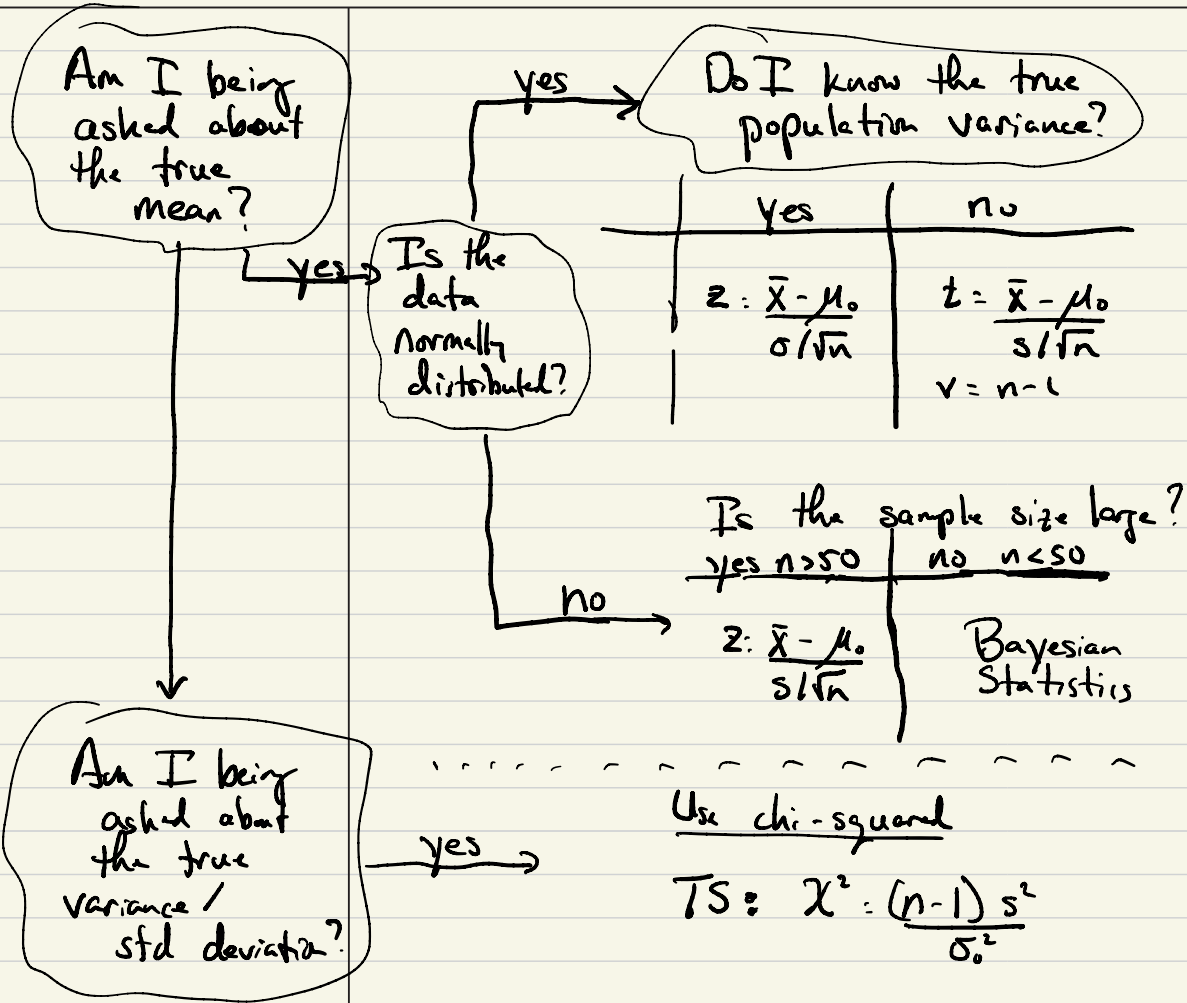 Am I being
asked about
the true
mean?
yes
Is the
data
normally
distributed?
yes
Do I know the true
population variance?
yes no
z = x̄ - μ₀ / σ/√n
t = x̄ - μ₀ / s/√n
v = n-1
no
Is the sample size large?
yes n>50 no n<50
z = x̄ - μ₀ / s/√n
Bayesian
Statistics
Am I being
asked about
the true
variance /
std deviation?
yes
Use chi-squared
TS: χ² = (n-1) s² / σ₀²